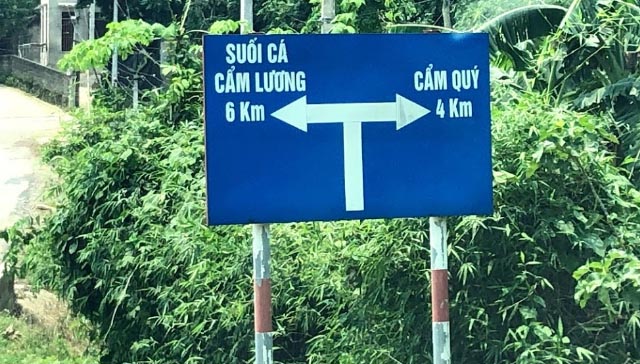 SUỐI CÁ
CẨM LƯƠNG
6 Km
CẨM QUÝ
4 Km